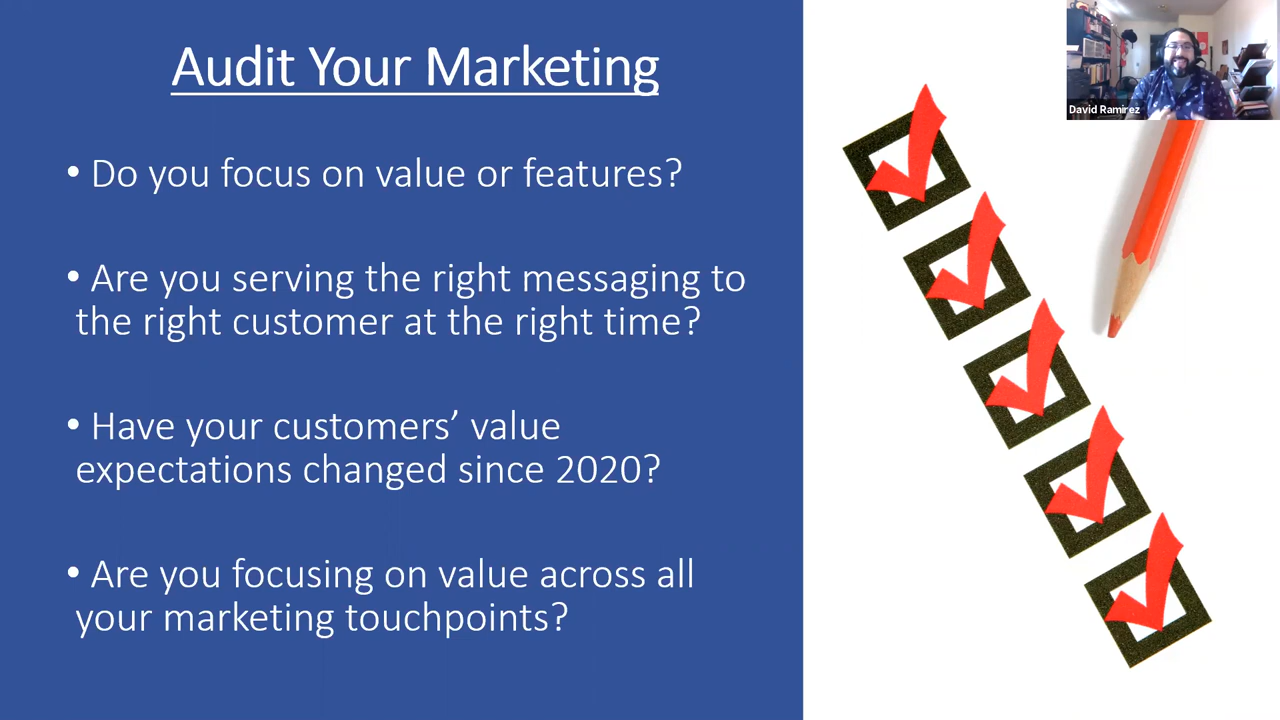 Audit Your Marketing
• Do you focus on value or features?
• Are you serving the right messaging to
the right customer at the right time?
• Have your customers’ value
expectations changed since 2020?
• Are you focusing on value across all
your marketing touchpoints?
David Ramirez